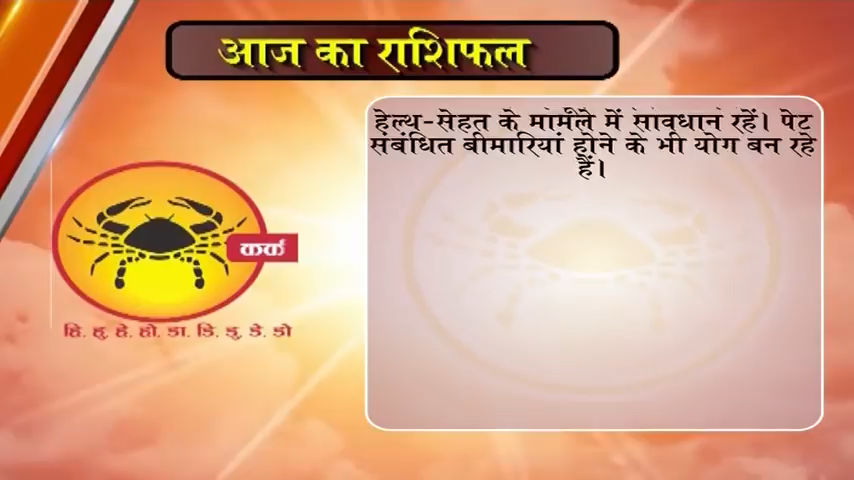 आज का राशिफल
हेल्थ-सेहत के मामले में सावधान रहें। पेट
संबंधित बीमारियां होने के भी योग बन रहे
हैं।
कर्क
हि. हु. हे. हो. डा. डि. डु. डे. डो